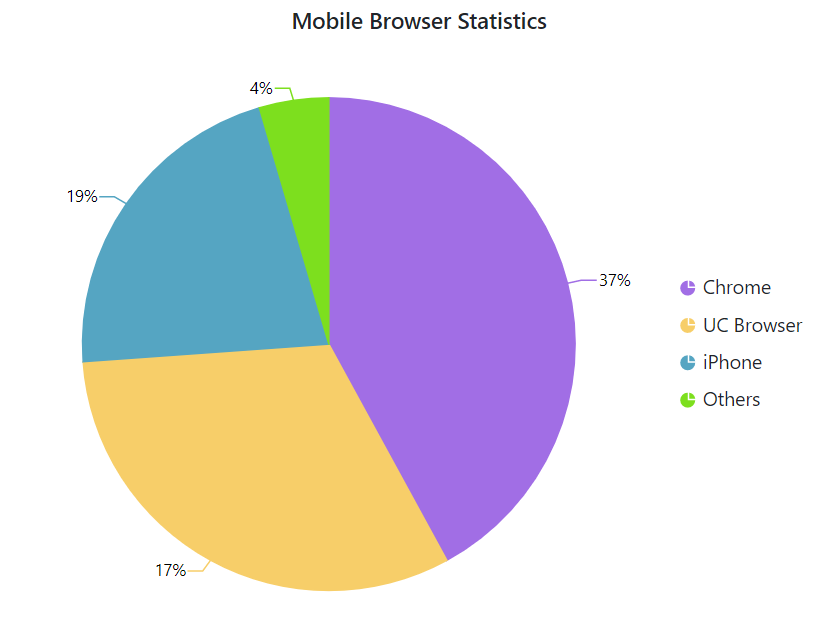 Mobile Browser Statistics
4%
19%
37%
17%
Chrome
UC Browser
iPhone
Others